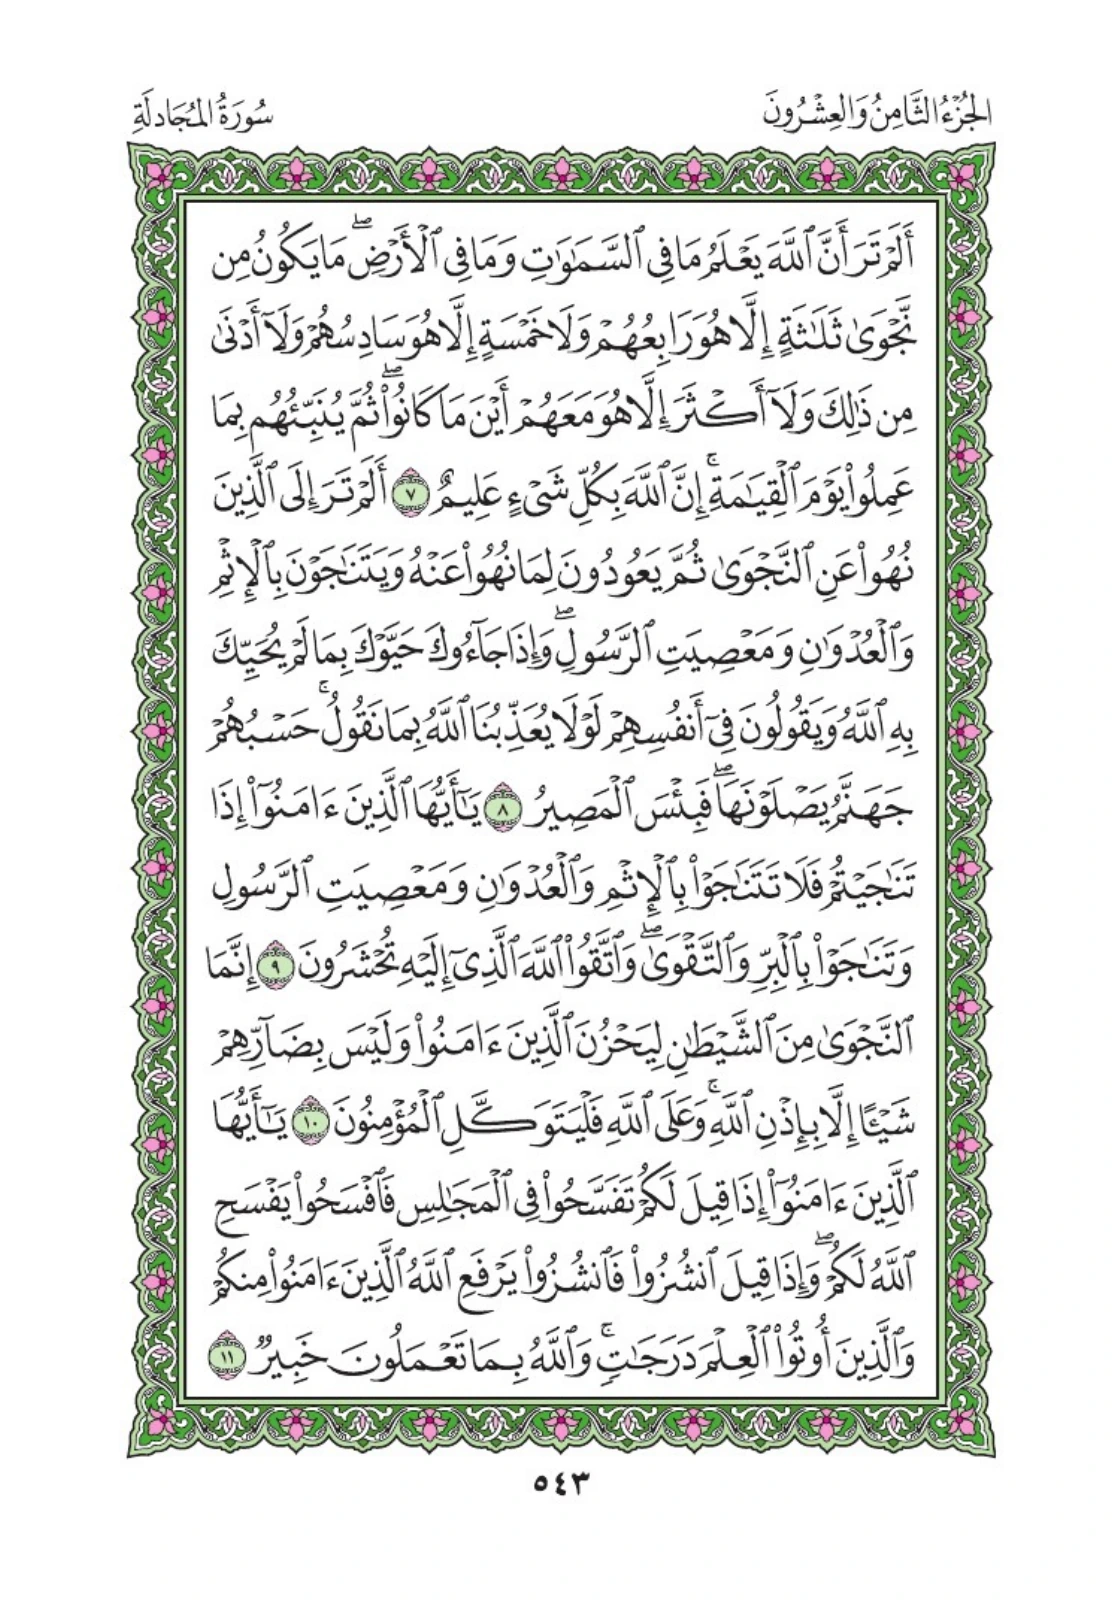 الجُزْءُ الثَّامِنُ وَالعِشْرُونَ
سُورَةُ المُجَادلَةِ
أَلَمْ تَرَ أَنَّ ٱللَّهَ يَعْلَمُ مَا فِى ٱلسَّمَٰوَٰتِ وَمَا فِى ٱلْأَرْضِ ۖ مَا يَكُونُ مِن
نَّجْوَىٰ ثَلَٰثَةٍ إِلَّا هُوَ رَابِعُهُمْ وَلَا خَمْسَةٍ إِلَّا هُوَ سَادِسُهُمْ وَلَآ أَدْنَىٰ
مِن ذَٰلِكَ وَلَآ أَكْثَرَ إِلَّا هُوَ مَعَهُمْ أَيْنَ مَا كَانُوا۟ ۖ ثُمَّ يُنَبِّئُهُم بِمَا
عَمِلُوا۟ يَوْمَ ٱلْقِيَٰمَةِ ۚ إِنَّ ٱللَّهَ بِكُلِّ شَىْءٍ عَلِيمٌ ٧ أَلَمْ تَرَ إِلَى ٱلَّذِينَ
نُهُوا۟ عَنِ ٱلنَّجْوَىٰ ثُمَّ يَعُودُونَ لِمَا نُهُوا۟ عَنْهُ وَيَتَنَٰجَوْنَ بِٱلْإِثْمِ
وَٱلْعُدْوَٰنِ وَمَعْصِيَتِ ٱلرَّسُولِ ۖ وَإِذَا جَآءُوكَ حَيَّوْكَ بِمَا لَمْ يُحَيِّكَ
بِهِ ٱللَّهُ وَيَقُولُونَ فِىٓ أَنفُسِهِمْ لَوْلَا يُعَذِّبُنَا ٱللَّهُ بِمَا نَقُولُ ۚ حَسْبُهُمْ
جَهَنَّمُ يَصْلَوْنَهَا ۖ فَبِئْسَ ٱلْمَصِيرُ ٨ يَٰٓأَيُّهَا ٱلَّذِينَ ءَامَنُوٓا۟ إِذَا
تَنَٰجَيْتُمْ فَلَا تَتَنَٰجَوْا۟ بِٱلْإِثْمِ وَٱلْعُدْوَٰنِ وَمَعْصِيَتِ ٱلرَّسُولِ
وَتَنَٰجَوْا۟ بِٱلْبِرِّ وَٱلتَّقْوَىٰ ۖ وَٱتَّقُوا۟ ٱللَّهَ ٱلَّذِىٓ إِلَيْهِ تُحْشَرُونَ ٩ إِنَّمَا
ٱلنَّجْوَىٰ مِنَ ٱلشَّيْطَٰنِ لِيَحْزُنَ ٱلَّذِينَ ءَامَنُوا۟ وَلَيْسَ بِضَآرِّهِمْ
شَيْـًٔا إِلَّا بِإِذْنِ ٱللَّهِ ۚ وَعَلَى ٱللَّهِ فَلْيَتَوَكَّلِ ٱلْمُؤْمِنُونَ ١٠ يَٰٓأَيُّهَا
ٱلَّذِينَ ءَامَنُوٓا۟ إِذَا قِيلَ لَكُمْ تَفَسَّحُوا۟ فِى ٱلْمَجَٰلِسِ فَٱفْسَحُوا۟ يَفْسَحِ
ٱللَّهُ لَكُمْ ۖ وَإِذَا قِيلَ ٱنشُزُوا۟ فَٱنشُزُوا۟ يَرْفَعِ ٱللَّهُ ٱلَّذِينَ ءَامَنُوا۟ مِنكُمْ
وَٱلَّذِينَ أُوتُوا۟ ٱلْعِلْمَ دَرَجَٰتٍ ۚ وَٱللَّهُ بِمَا تَعْمَلُونَ خَبِيرٌ ١١
٥٤٣